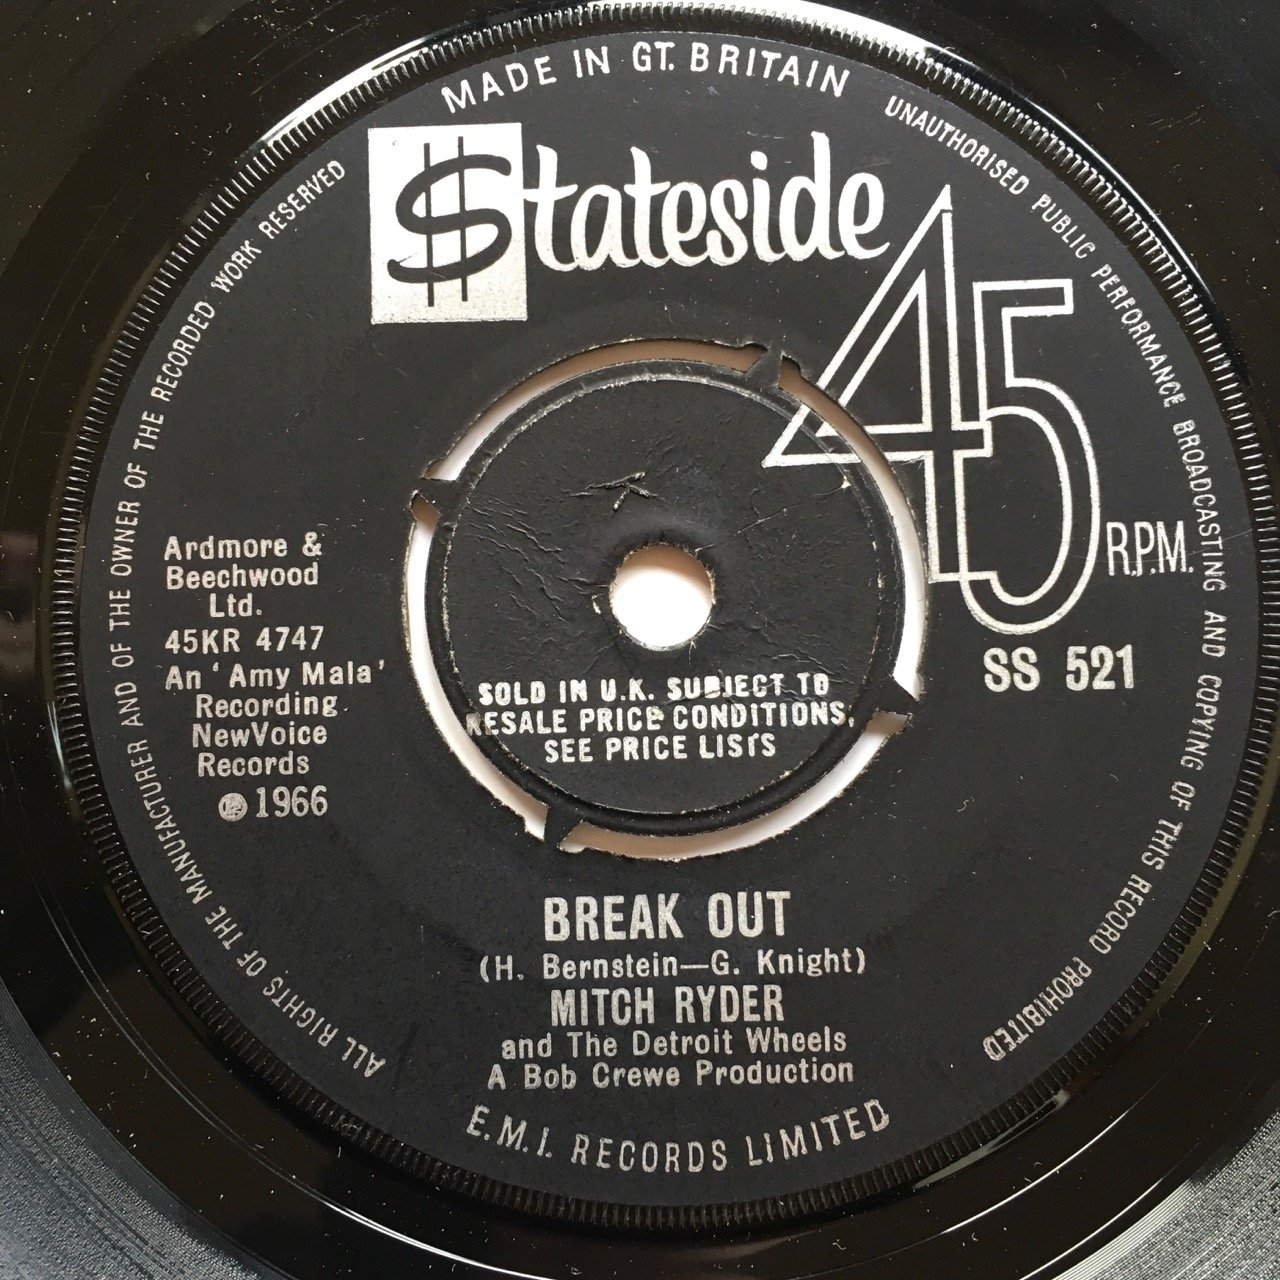 MADE IN GT. BRITAIN
UNAUTHORISED PUBLIC PERFORMANCE BROADCASTING AND COPYING OF THIS RECORD PROHIBITED
ALL RIGHTS OF THE MANUFACTURER AND OF THE OWNER OF THE RECORDED WORK RESERVED
$tateside
45
R.P.M.
SS 521
Ardmore &
Beechwood
Ltd.
45KR 4747
An 'Amy Mala'
Recording
NewVoice
Records
℗ 1966
SOLD IN U.K. SUBJECT TO
RESALE PRICE CONDITIONS,
SEE PRICE LISTS
BREAK OUT
(H. Bernstein—G. Knight)
MITCH RYDER
and The Detroit Wheels
A Bob Crewe Production
E.M.I. RECORDS LIMITED